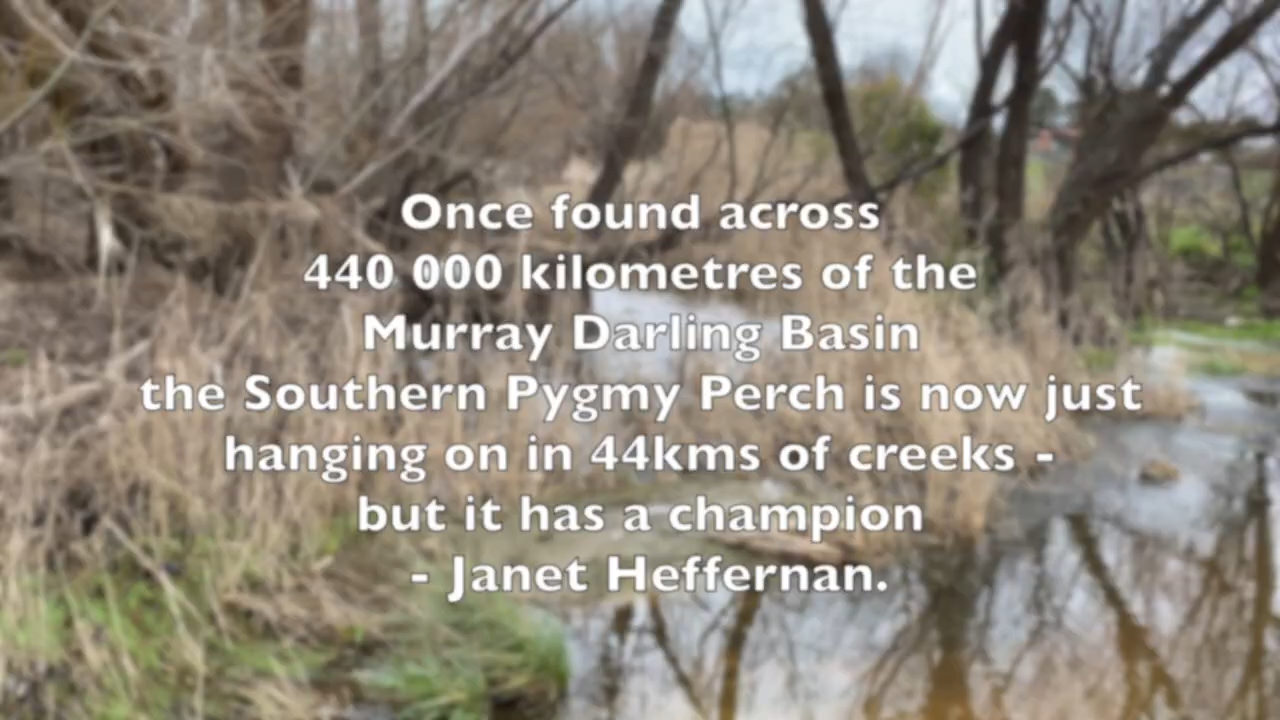 Once found across
440 000 kilometres of the
Murray Darling Basin
the Southern Pygmy Perch is now just
hanging on in 44kms of creeks -
but it has a champion
- Janet Heffernan.